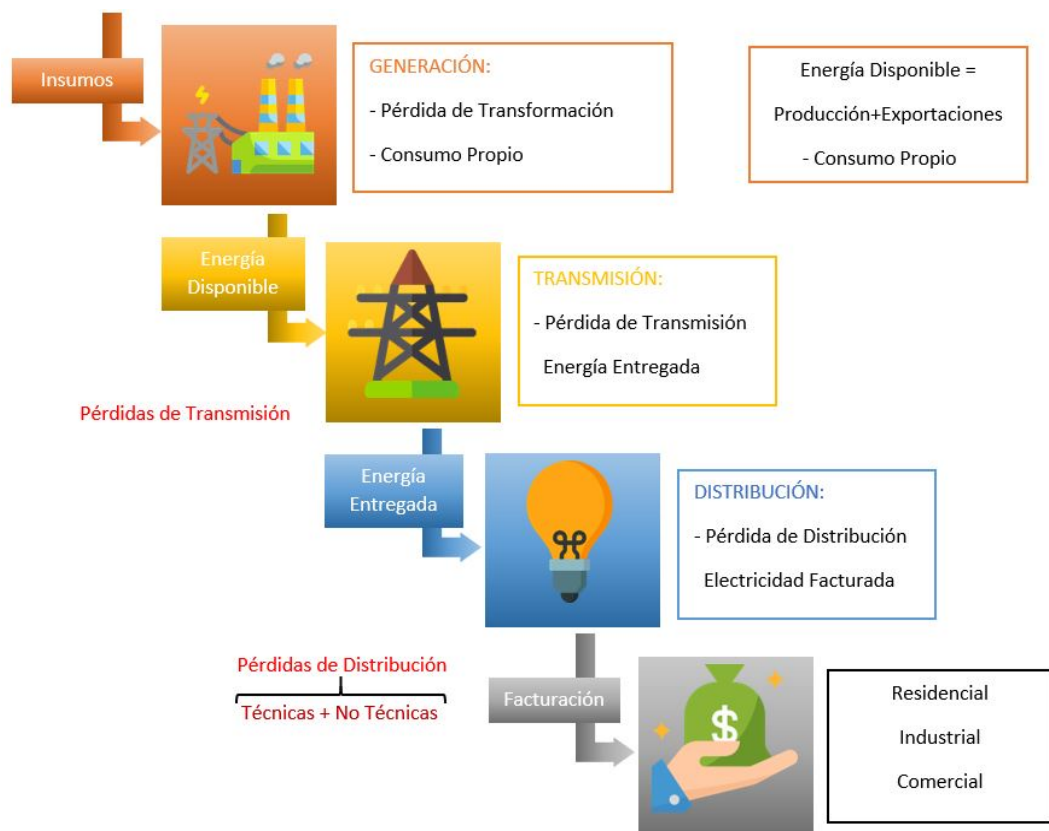 Insumos
GENERACIÓN:
- Pérdida de Transformación
- Consumo Propio
Energía Disponible =
Producción+Exportaciones
- Consumo Propio
Energía
Disponible
TRANSMISIÓN:
- Pérdida de Transmisión
Energía Entregada
Pérdidas de Transmisión
Energía
Entregada
DISTRIBUCIÓN:
- Pérdida de Distribución
Electricidad Facturada
Pérdidas de Distribución
Técnicas + No Técnicas
Facturación
$
Residencial
Industrial
Comercial